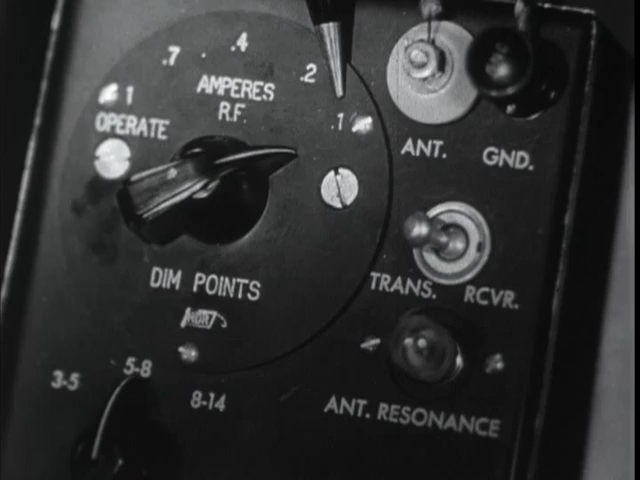 .7 .4 .2 .1
1
AMPERES
R.F.
OPERATE
ANT. GND.
DIM POINTS
TRANS. RCVR.
3-5 5-8 8-14
ANT. RESONANCE